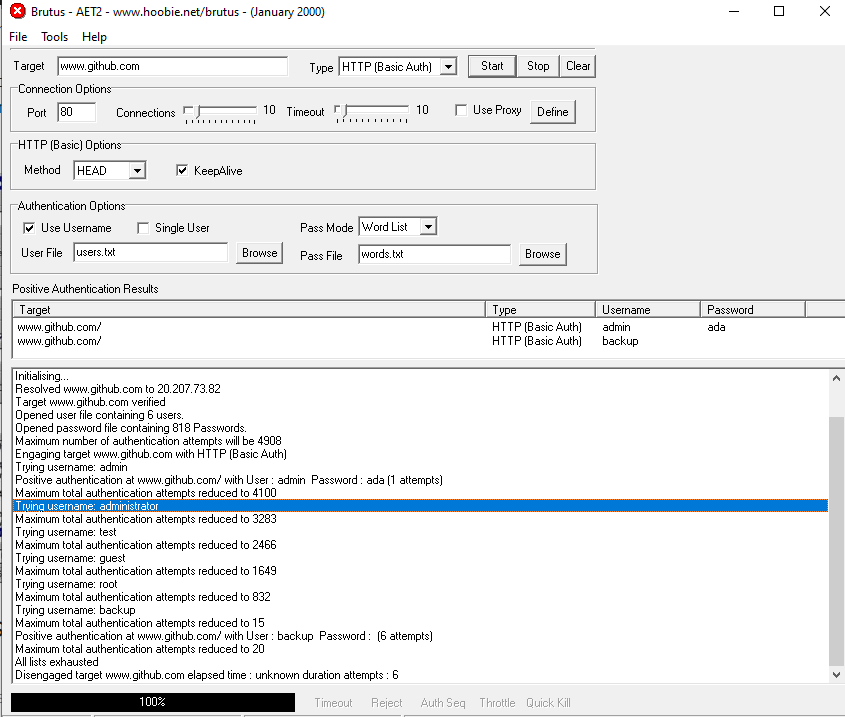 Brutus - AET2 - www.hoobie.net/brutus - (January 2000)
File Tools Help
Target www.github.com Type HTTP (Basic Auth) Start Stop Clear
Connection Options
Port 80 Connections 10 Timeout 10 Use Proxy Define
HTTP (Basic) Options
Method HEAD KeepAlive
Authentication Options
Use Username Single User Pass Mode Word List
User File users.txt Browse Pass File words.txt Browse
Positive Authentication Results
Target Type Username Password
www.github.com/ HTTP (Basic Auth) admin ada
www.github.com/ HTTP (Basic Auth) backup
Initialising...
Resolved www.github.com to 20.207.73.82
Target www.github.com verified
Opened user file containing 6 users.
Opened password file containing 818 Passwords.
Maximum number of authentication attempts will be 4908
Engaging target www.github.com with HTTP (Basic Auth)
Trying username: admin
Positive authentication at www.github.com/ with User : admin Password : ada (1 attempts)
Maximum total authentication attempts reduced to 4100
Trying username: administrator
Maximum total authentication attempts reduced to 3283
Trying username: test
Maximum total authentication attempts reduced to 2466
Trying username: guest
Maximum total authentication attempts reduced to 1649
Trying username: root
Maximum total authentication attempts reduced to 832
Trying username: backup
Maximum total authentication attempts reduced to 15
Positive authentication at www.github.com/ with User : backup Password : (6 attempts)
Maximum total authentication attempts reduced to 20
All lists exhausted
Disengaged target www.github.com elapsed time : unknown duration attempts : 6
100% Timeout Reject Auth Seq Throttle Quick Kill